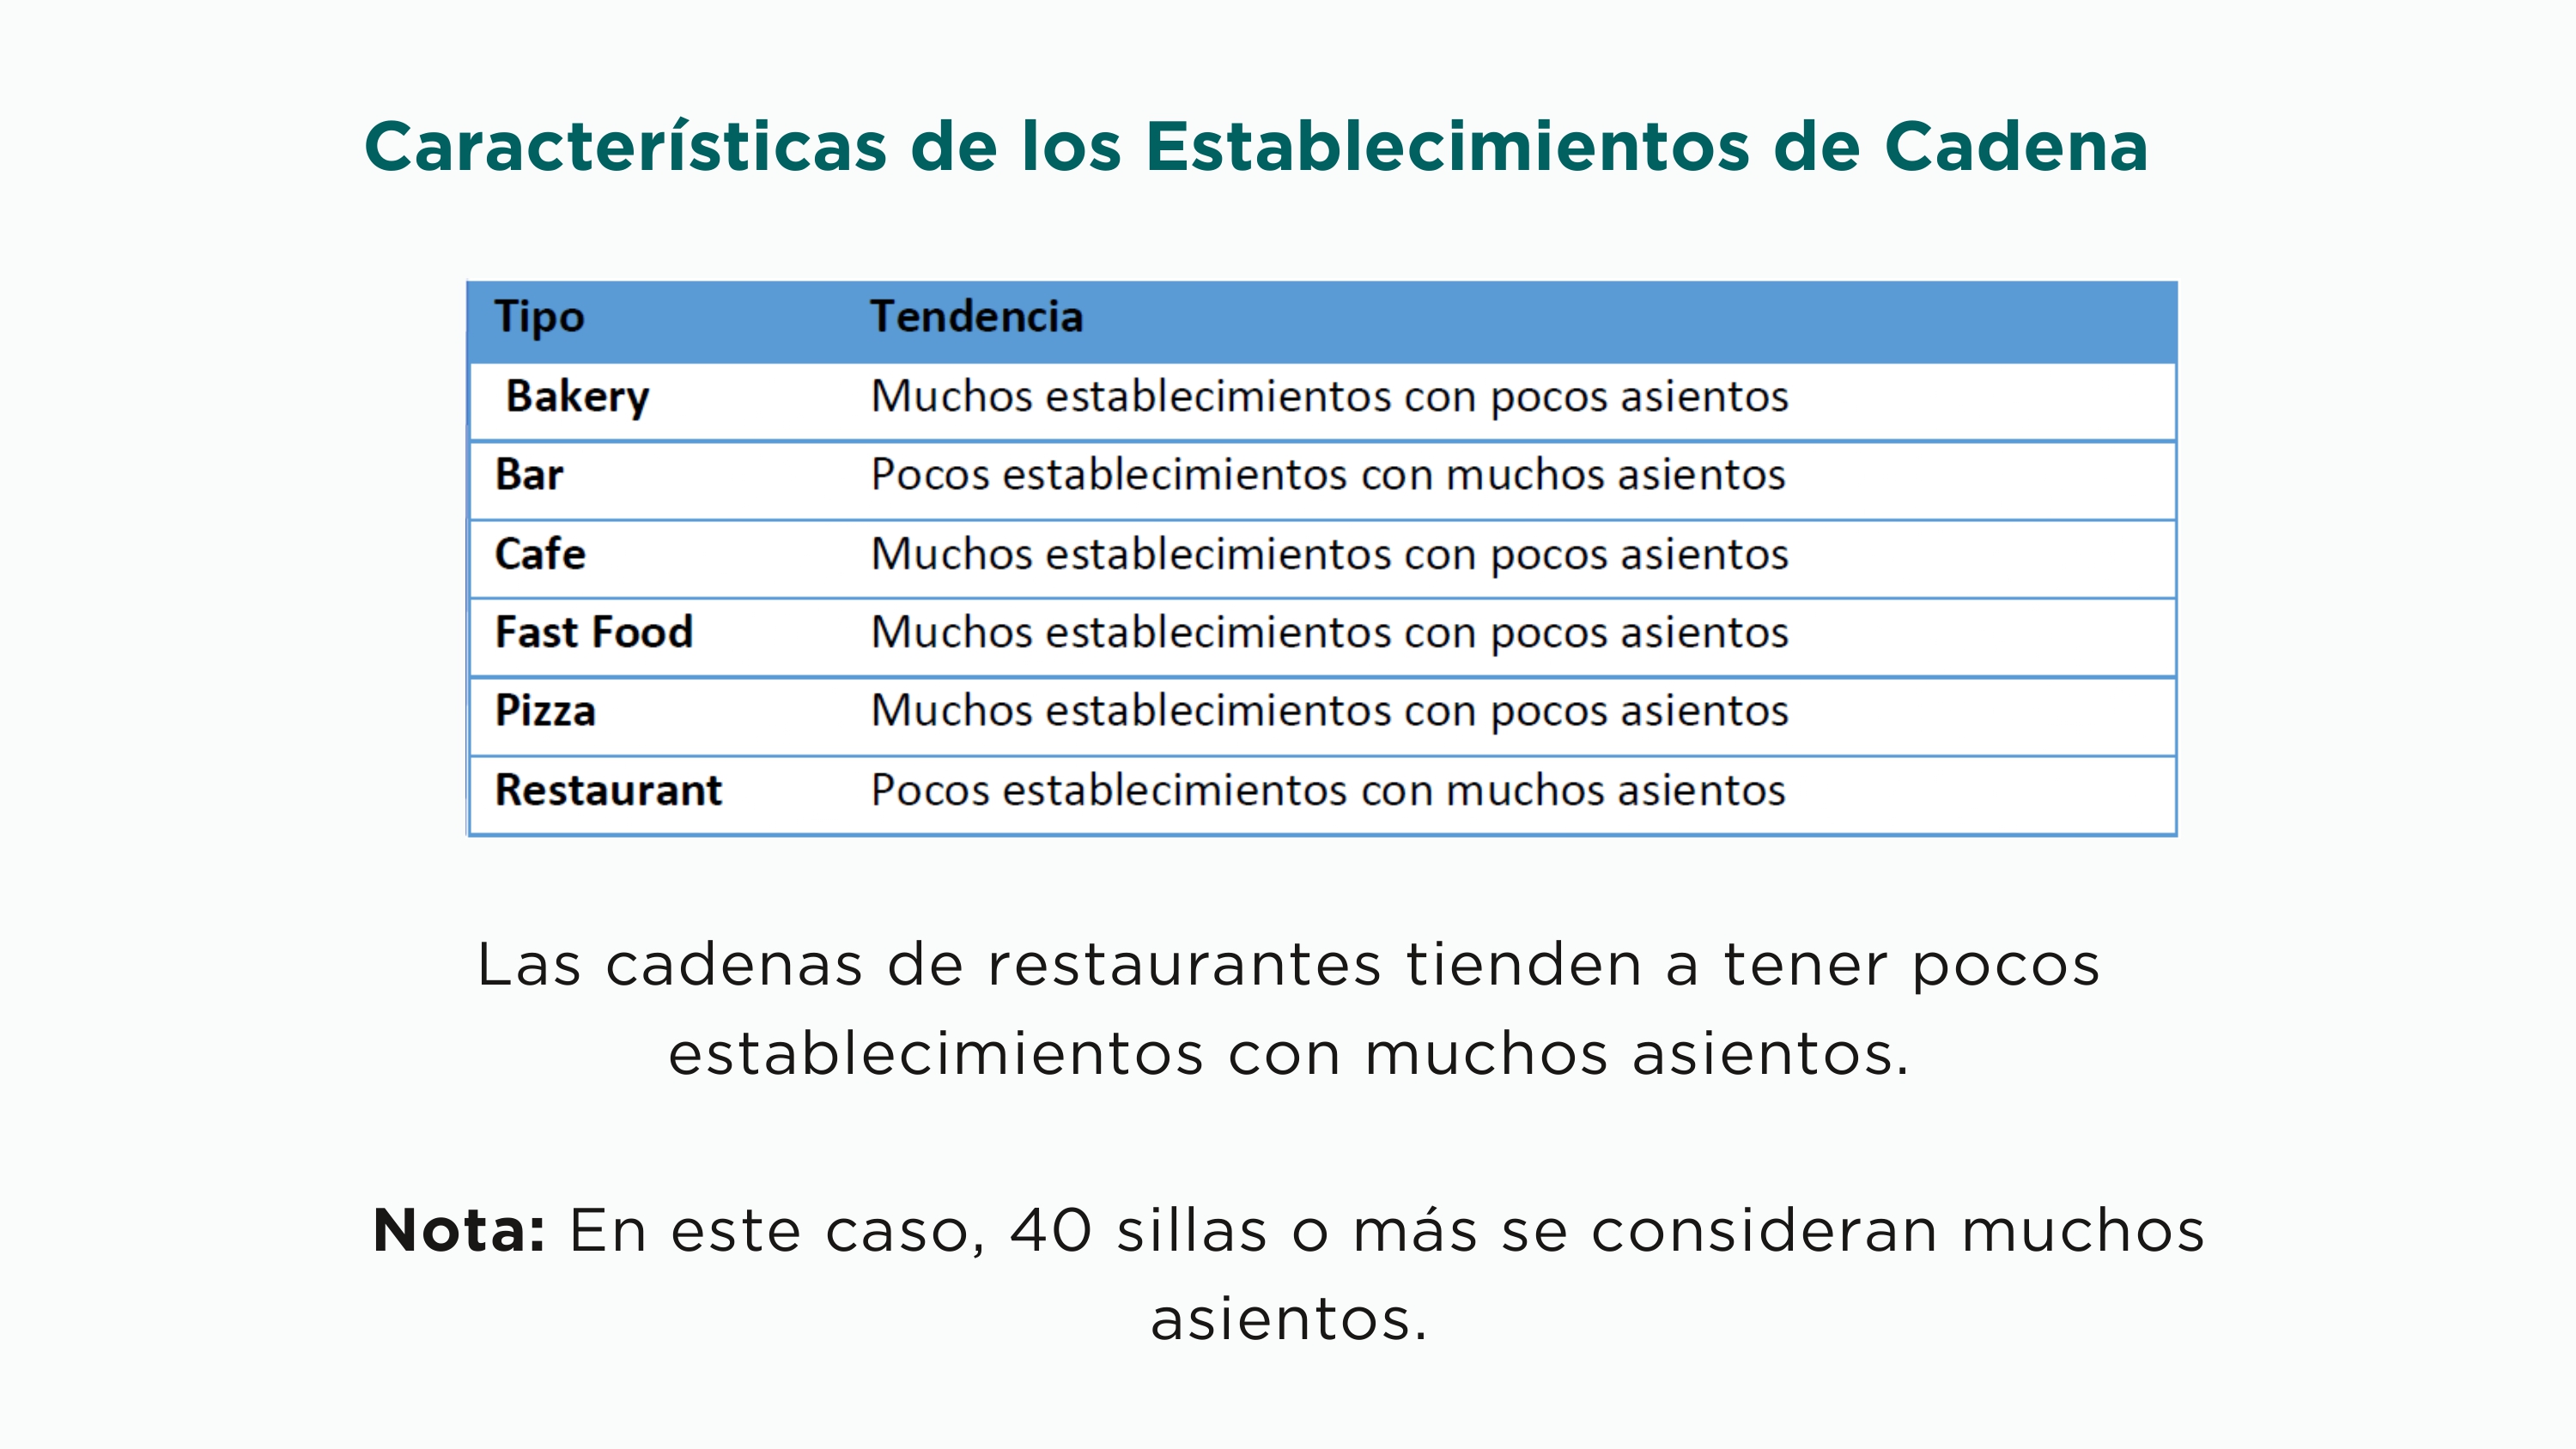 Características de los Establecimientos de Cadena
Tipo Tendencia
Bakery Muchos establecimientos con pocos asientos
Bar Pocos establecimientos con muchos asientos
Cafe Muchos establecimientos con pocos asientos
Fast Food Muchos establecimientos con pocos asientos
Pizza Muchos establecimientos con pocos asientos
Restaurant Pocos establecimientos con muchos asientos
Las cadenas de restaurantes tienden a tener pocos
establecimientos con muchos asientos.
Nota: En este caso, 40 sillas o más se consideran muchos
asientos.